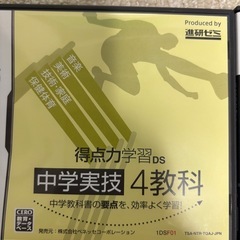 Produced by
進研ゼミ
音楽
美術
技術・家庭
保健体育
得点力学習DS
中学実技 4教科
中学教科書の要点を、効率よく学習!
CERO
教育・データベース
発売元:株式会社ベネッセコーポレーション
1DSF01